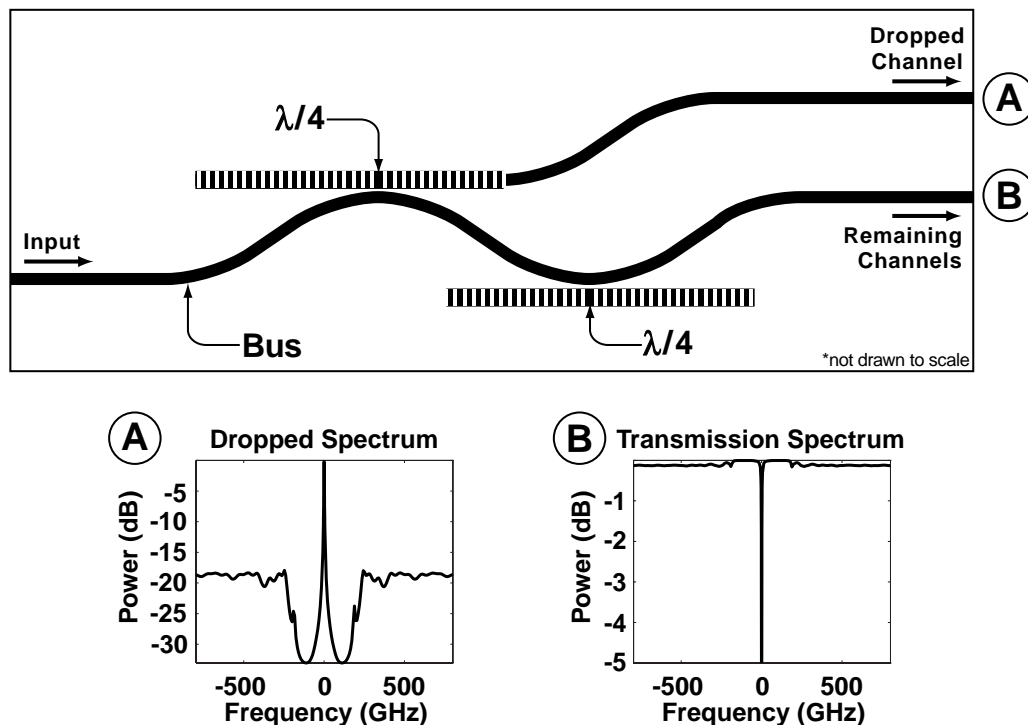 Dropped
Channel
A
λ/4
B
Input
Remaining
Channels
Bus
λ/4
*not drawn to scale
A
Dropped Spectrum
Power (dB)
-5
-10
-15
-20
-25
-30
-500 0 500
Frequency (GHz)
B
Transmission Spectrum
Power (dB)
-1
-2
-3
-4
-5
-500 0 500
Frequency (GHz)